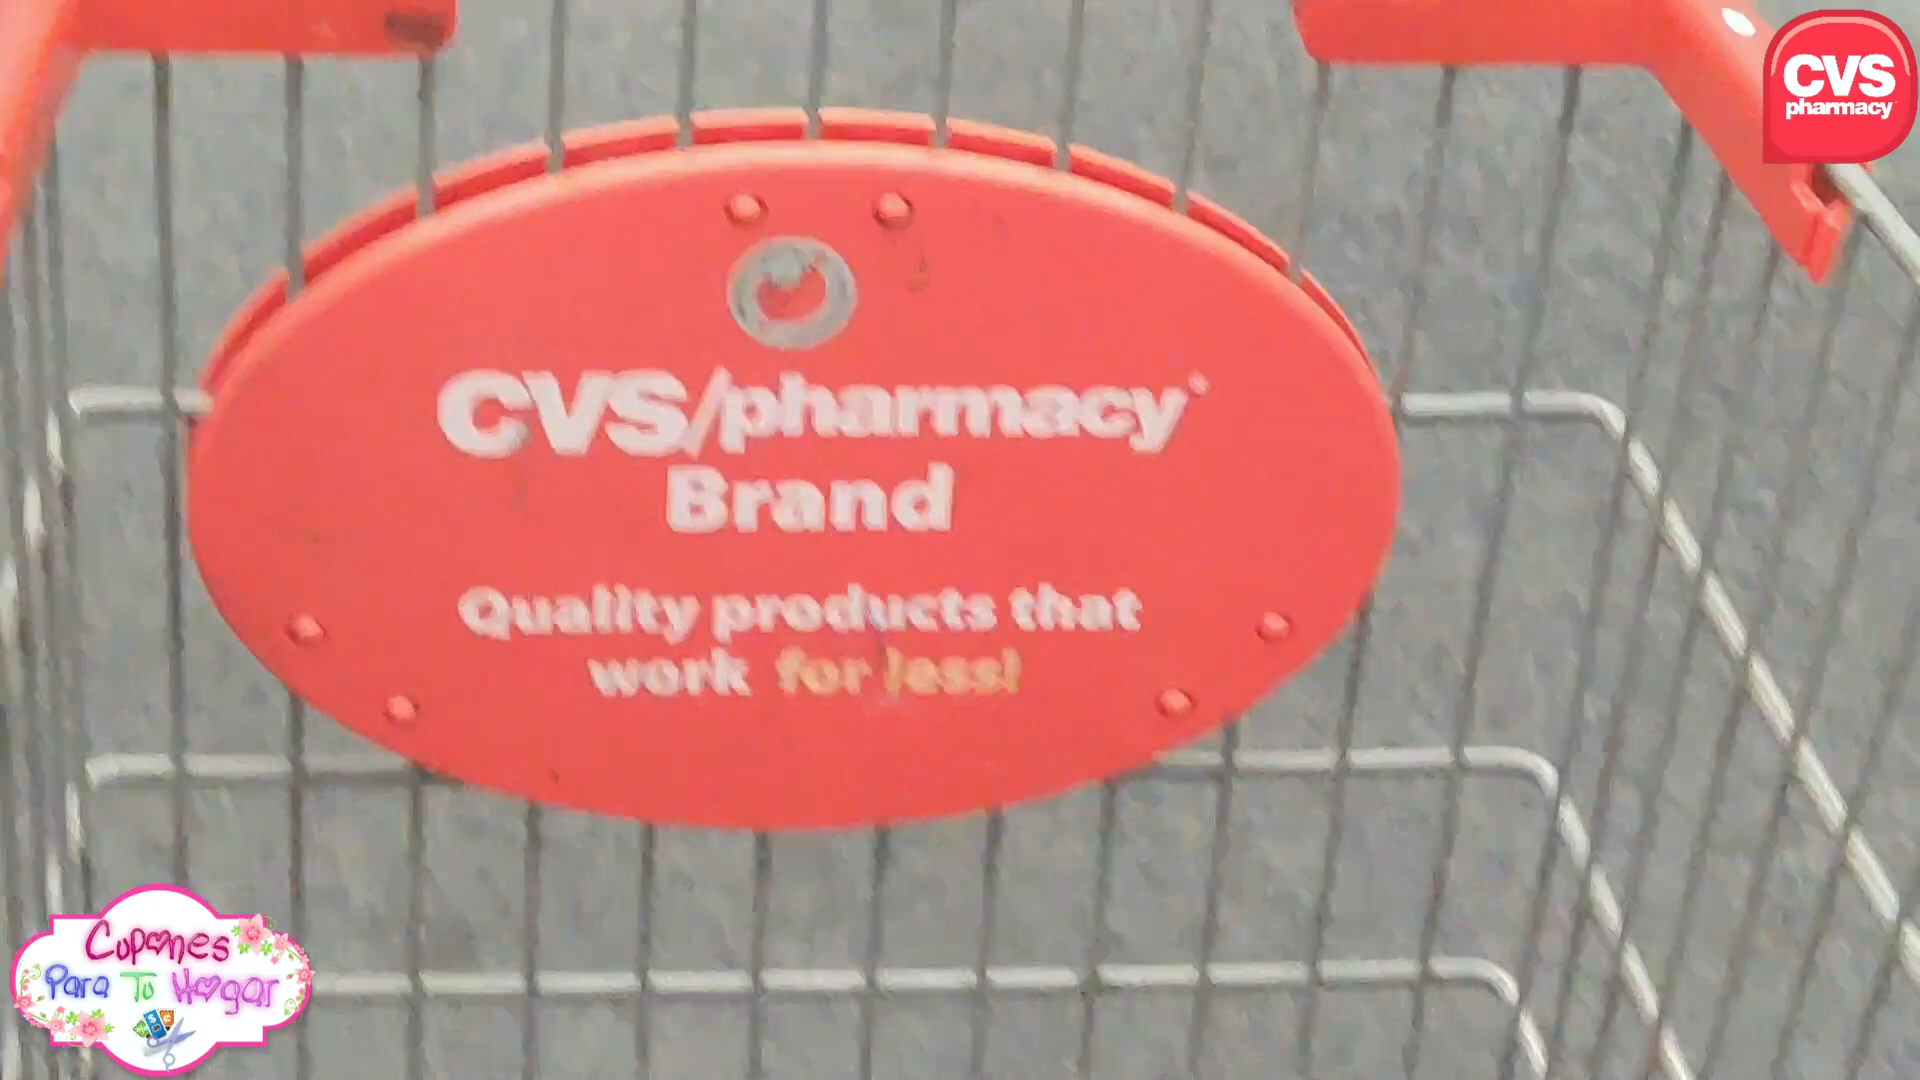 CVS
pharmacy
CVS/pharmacy®
Brand
Quality products that
work for less!
Cupones
Para Tu Hogar